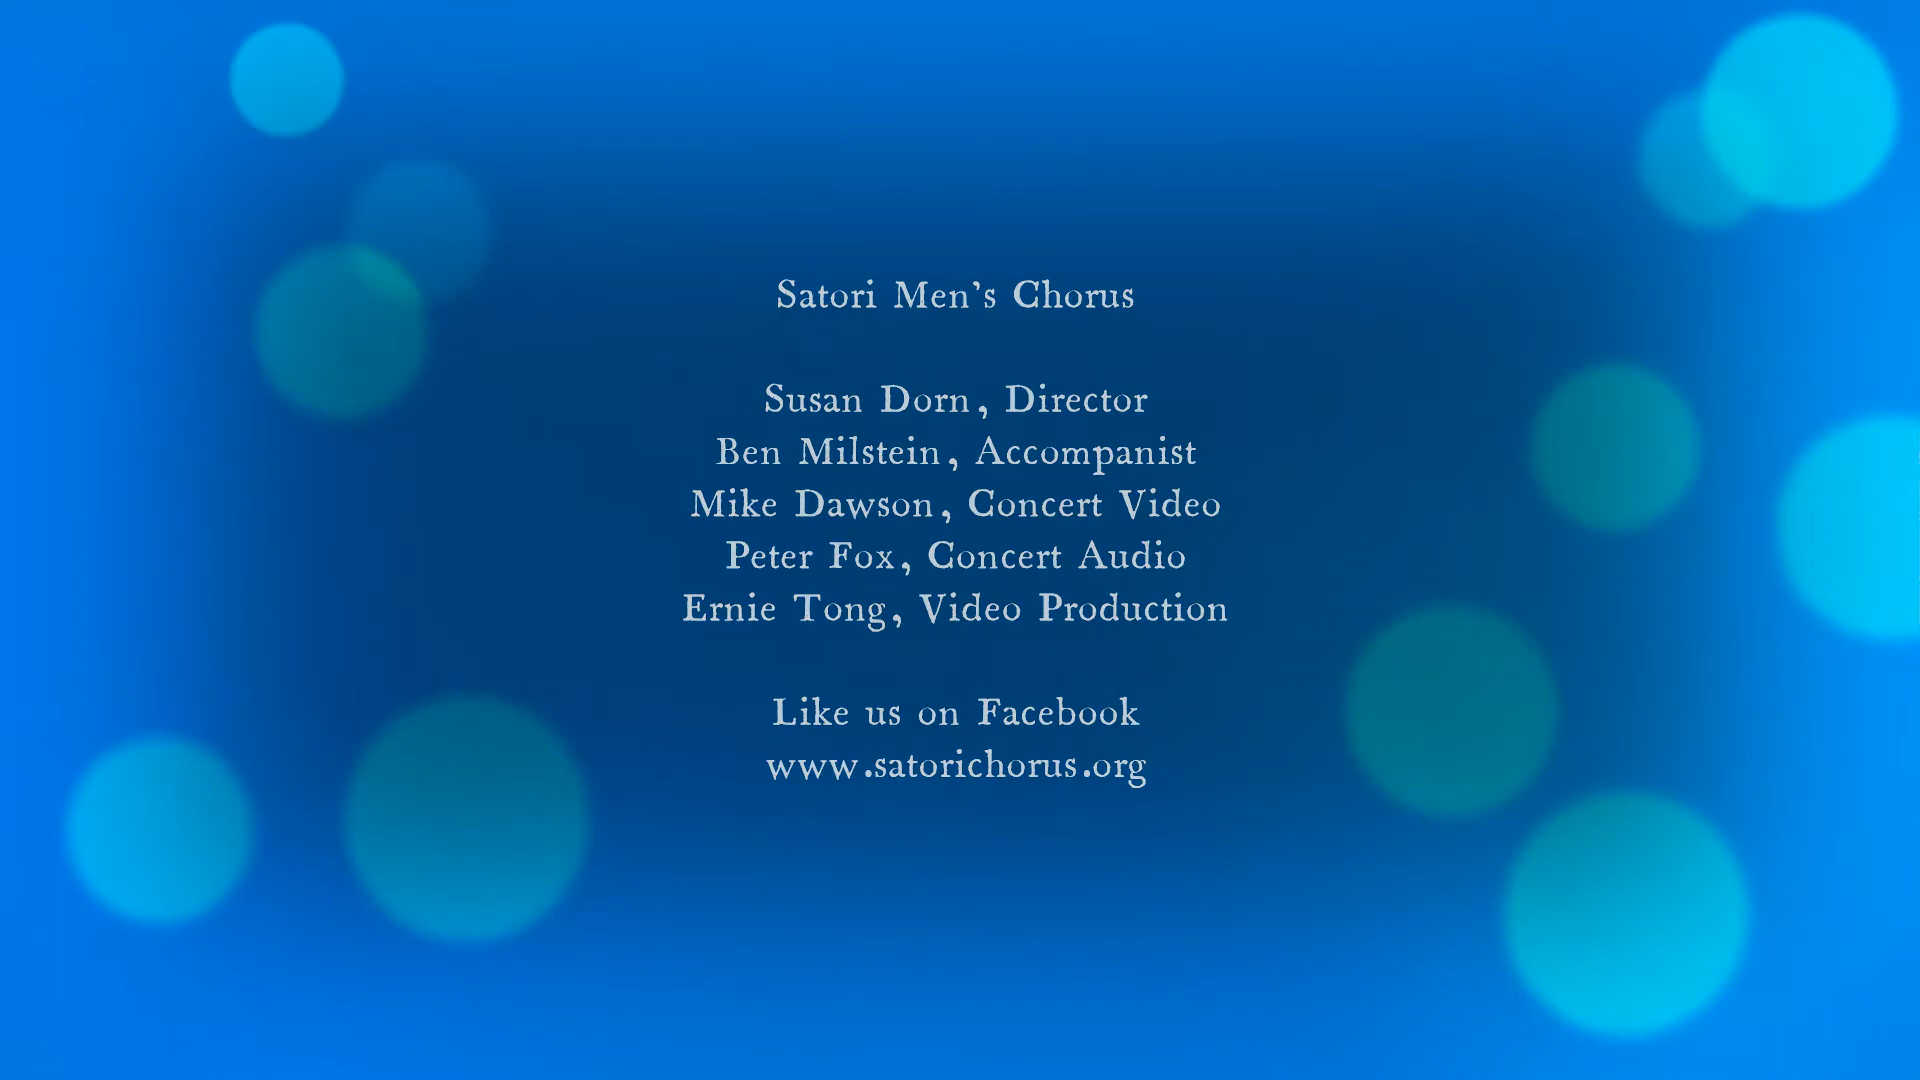 Satori Men's Chorus
Susan Dorn, Director
Ben Milstein, Accompanist
Mike Dawson, Concert Video
Peter Fox, Concert Audio
Ernie Tong, Video Production
Like us on Facebook
www.satorichorus.org